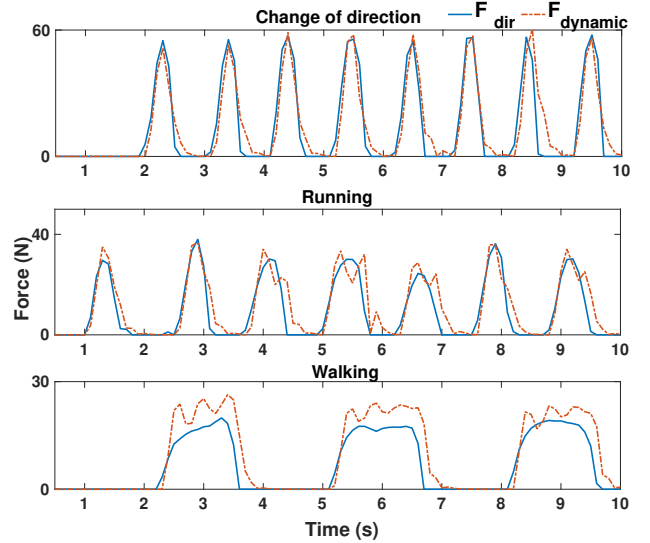 Change of direction F_dir F_dynamic
60
0
1 2 3 4 5 6 7 8 9 10
Running
40
0
1 2 3 4 5 6 7 8 9 10
Force (N)
Walking
30
0
1 2 3 4 5 6 7 8 9 10
Time (s)